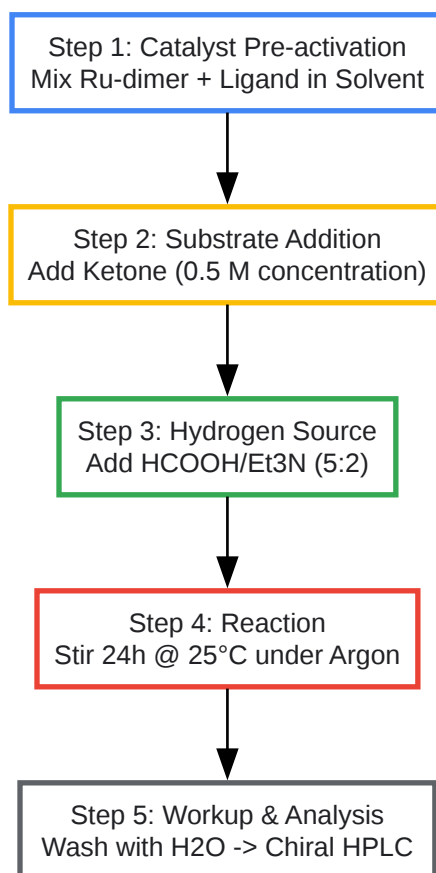 Step 1: Catalyst Pre-activation
Mix Ru-dimer + Ligand in Solvent
Step 2: Substrate Addition
Add Ketone (0.5 M concentration)
Step 3: Hydrogen Source
Add HCOOH/Et3N (5:2)
Step 4: Reaction
Stir 24h @ 25°C under Argon
Step 5: Workup & Analysis
Wash with H2O -> Chiral HPLC